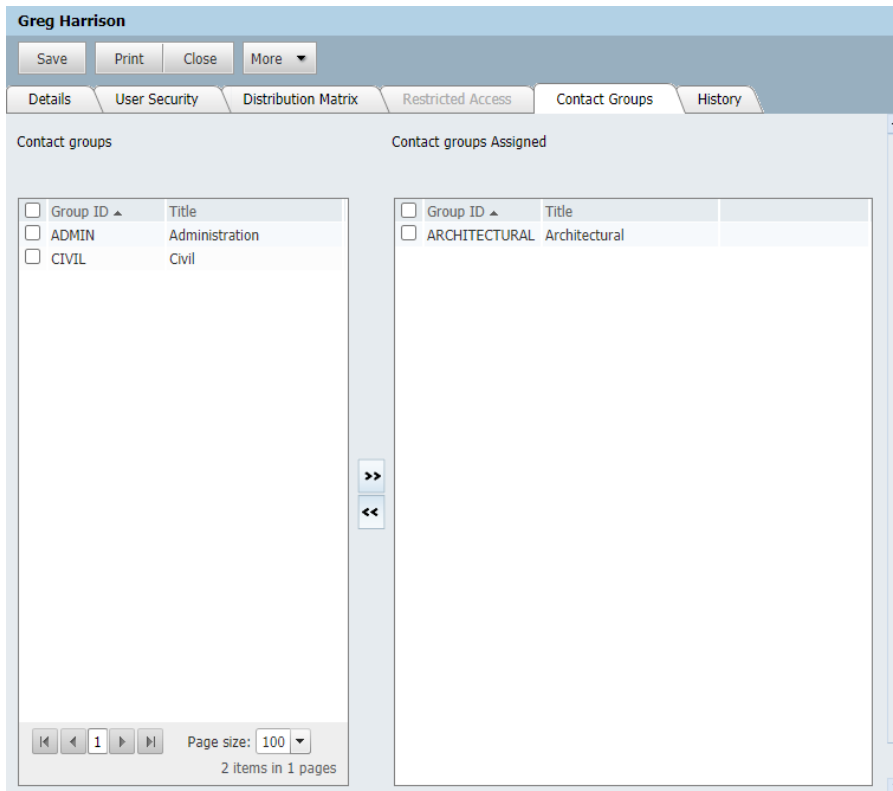 Greg Harrison
Save Print Close More
Details User Security Distribution Matrix Restricted Access Contact Groups History
Contact groups Contact groups Assigned
Group ID Title Group ID Title
ADMIN Administration ARCHITECTURAL Architectural
CIVIL Civil
>>
<<
1 Page size: 100
2 items in 1 pages